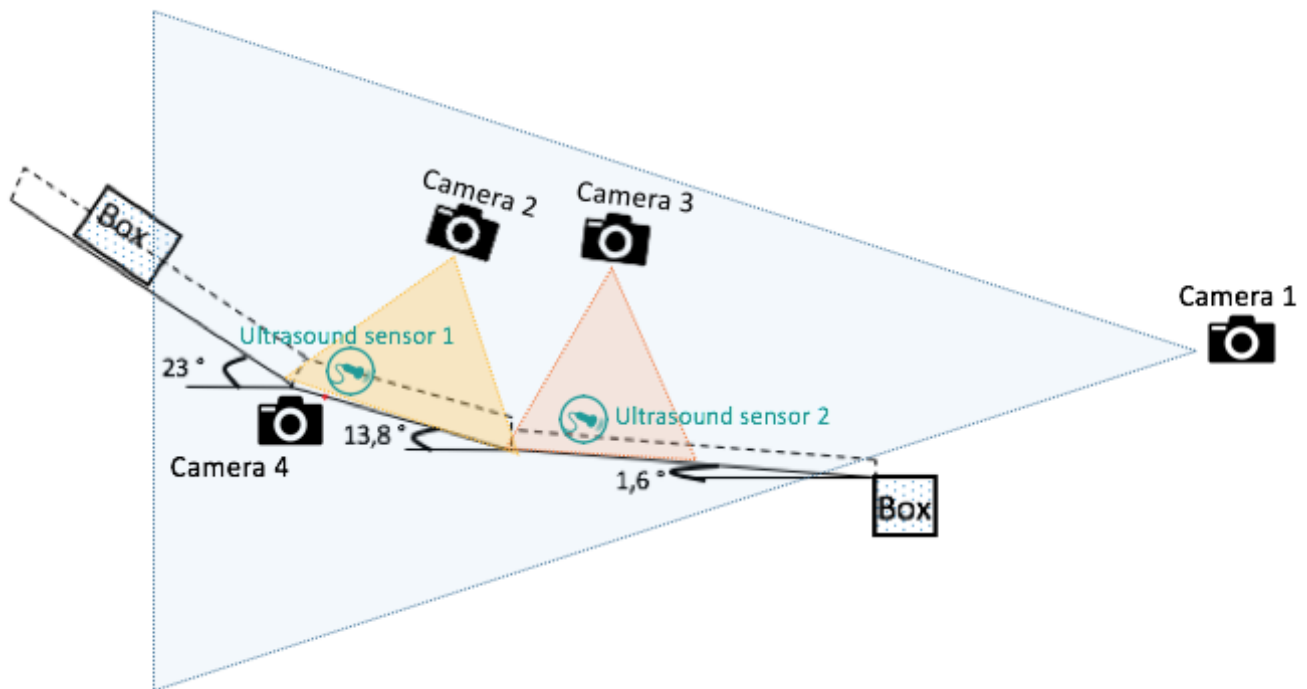 Camera 2
Camera 3
Box
Camera 1
Ultrasound sensor 1
23 °
Ultrasound sensor 2
13,8 °
Camera 4
1,6 °
Box